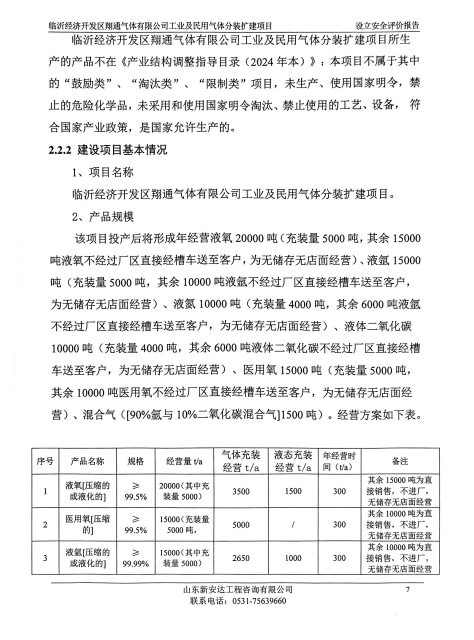 临沂经济开发区翔通气体有限公司工业及民用气体分装扩建项目 设立安全评价报告
临沂经济开发区翔通气体有限公司工业及民用气体分装扩建项目所生
产的产品不在《产业结构调整指导目录（2024 年本）》；本项目不属于其中
的“鼓励类”、“淘汰类”、“限制类”项目，未生产、使用国家明令，禁
止的危险化学品，未采用和使用国家明令淘汰、禁止使用的工艺、设备， 符
合国家产业政策，是国家允许生产的。
2.2.2 建设项目基本情况
1、项目名称
临沂经济开发区翔通气体有限公司工业及民用气体分装扩建项目。
2、产品规模
该项目投产后将形成年经营液氧 20000 吨（充装量 5000 吨，其余 15000
吨液氧不经过厂区直接经槽车送至客户，为无储存无店面经营）、液氩 15000
吨（充装量 5000 吨，其余 10000 吨液氩不经过厂区直接经槽车送至客户，
为无储存无店面经营）、液氮 10000 吨（充装量 4000 吨，其余 6000 吨液氩
不经过厂区直接经槽车送至客户，为无储存无店面经营）、液体二氧化碳
10000 吨（充装量 4000 吨，其余 6000 吨液体二氧化碳不经过厂区直接经槽
车送至客户，为无储存无店面经营）、医用氧 15000 吨（充装量 5000 吨，
其余 10000 吨医用氧不经过厂区直接经槽车送至客户，为无储存无店面经
营）、混合气（[90%氩与 10%二氧化碳混合气]1500 吨）。经营方案如下表。
序号 产品名称 规格 经营量 t/a 气体充装经营 t/a 液态充装经营 t/a 年经营时间（t/a） 备注
1 液氧[压缩的或液化的] ≥99.5% 20000（其中充装量 5000） 3500 1500 300 其余 15000 吨为直接销售，不进厂，无储存无店面经营
2 医用氧[压缩的] ≥99.5% 15000（充装量 5000 吨， 5000 / 300 其余 10000 吨为直接销售，不进厂，无储存无店面经营
3 液氩[压缩的或液化的] ≥99.99% 15000（其中充装量 5000） 2650 1000 300 其余 10000 吨为直接销售，不进厂，无储存无店面经营
山东新安达工程咨询有限公司 7
联系电话：0531-75639660